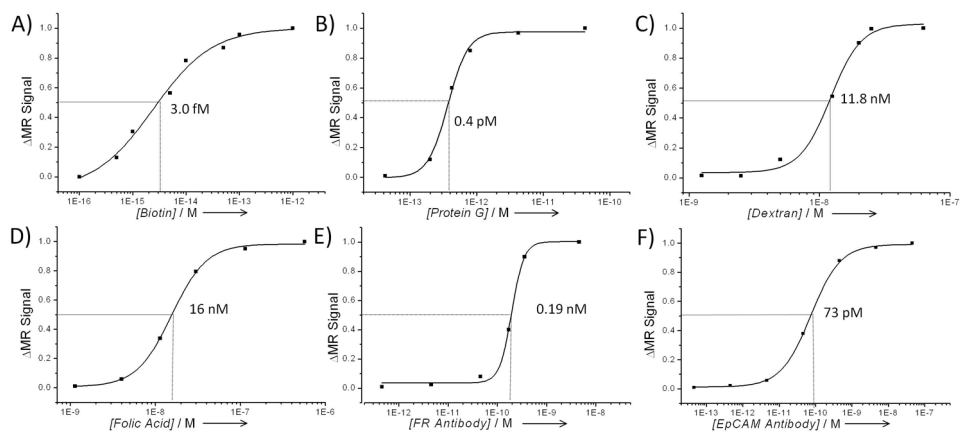 A)
ΔMR Signal
1.0
0.8
0.6
0.4
0.2
0.0
3.0 fM
1E-16 1E-15 1E-14 1E-13 1E-12
[Biotin] / M
B)
ΔMR Signal
1.0
0.8
0.6
0.4
0.2
0.0
0.4 pM
1E-13 1E-12 1E-11 1E-10
[Protein G] / M
C)
ΔMR Signal
1.0
0.8
0.6
0.4
0.2
0.0
11.8 nM
1E-9 1E-8 1E-7
[Dextran] / M
D)
ΔMR Signal
1.0
0.8
0.6
0.4
0.2
0.0
16 nM
1E-9 1E-8 1E-7 1E-6
[Folic Acid] / M
E)
ΔMR Signal
1.0
0.8
0.6
0.4
0.2
0.0
0.19 nM
1E-12 1E-11 1E-10 1E-9 1E-8
[FR Antibody] / M
F)
ΔMR Signal
1.0
0.8
0.6
0.4
0.2
0.0
73 pM
1E-13 1E-12 1E-11 1E-10 1E-9 1E-8 1E-7
[EpCAM Antibody] / M